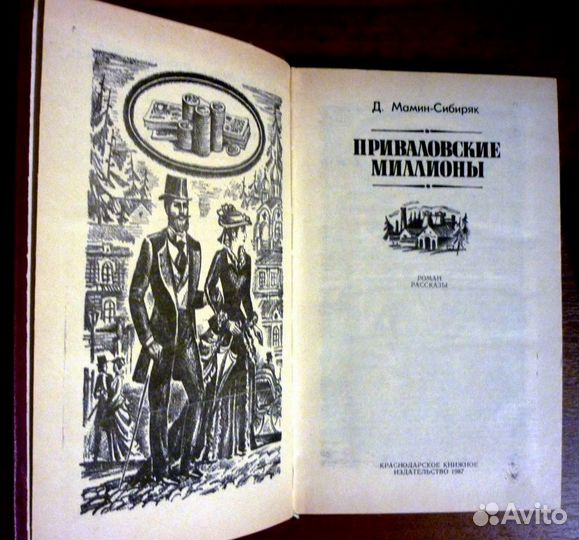 Д. Мамин-Сибиряк
ПРИВАЛОВСКИЕ
МИЛЛИОНЫ
РОМАН
РАССКАЗЫ
КРАСНОДАРСКОЕ КНИЖНОЕ
ИЗДАТЕЛЬСТВО 1987
Avito